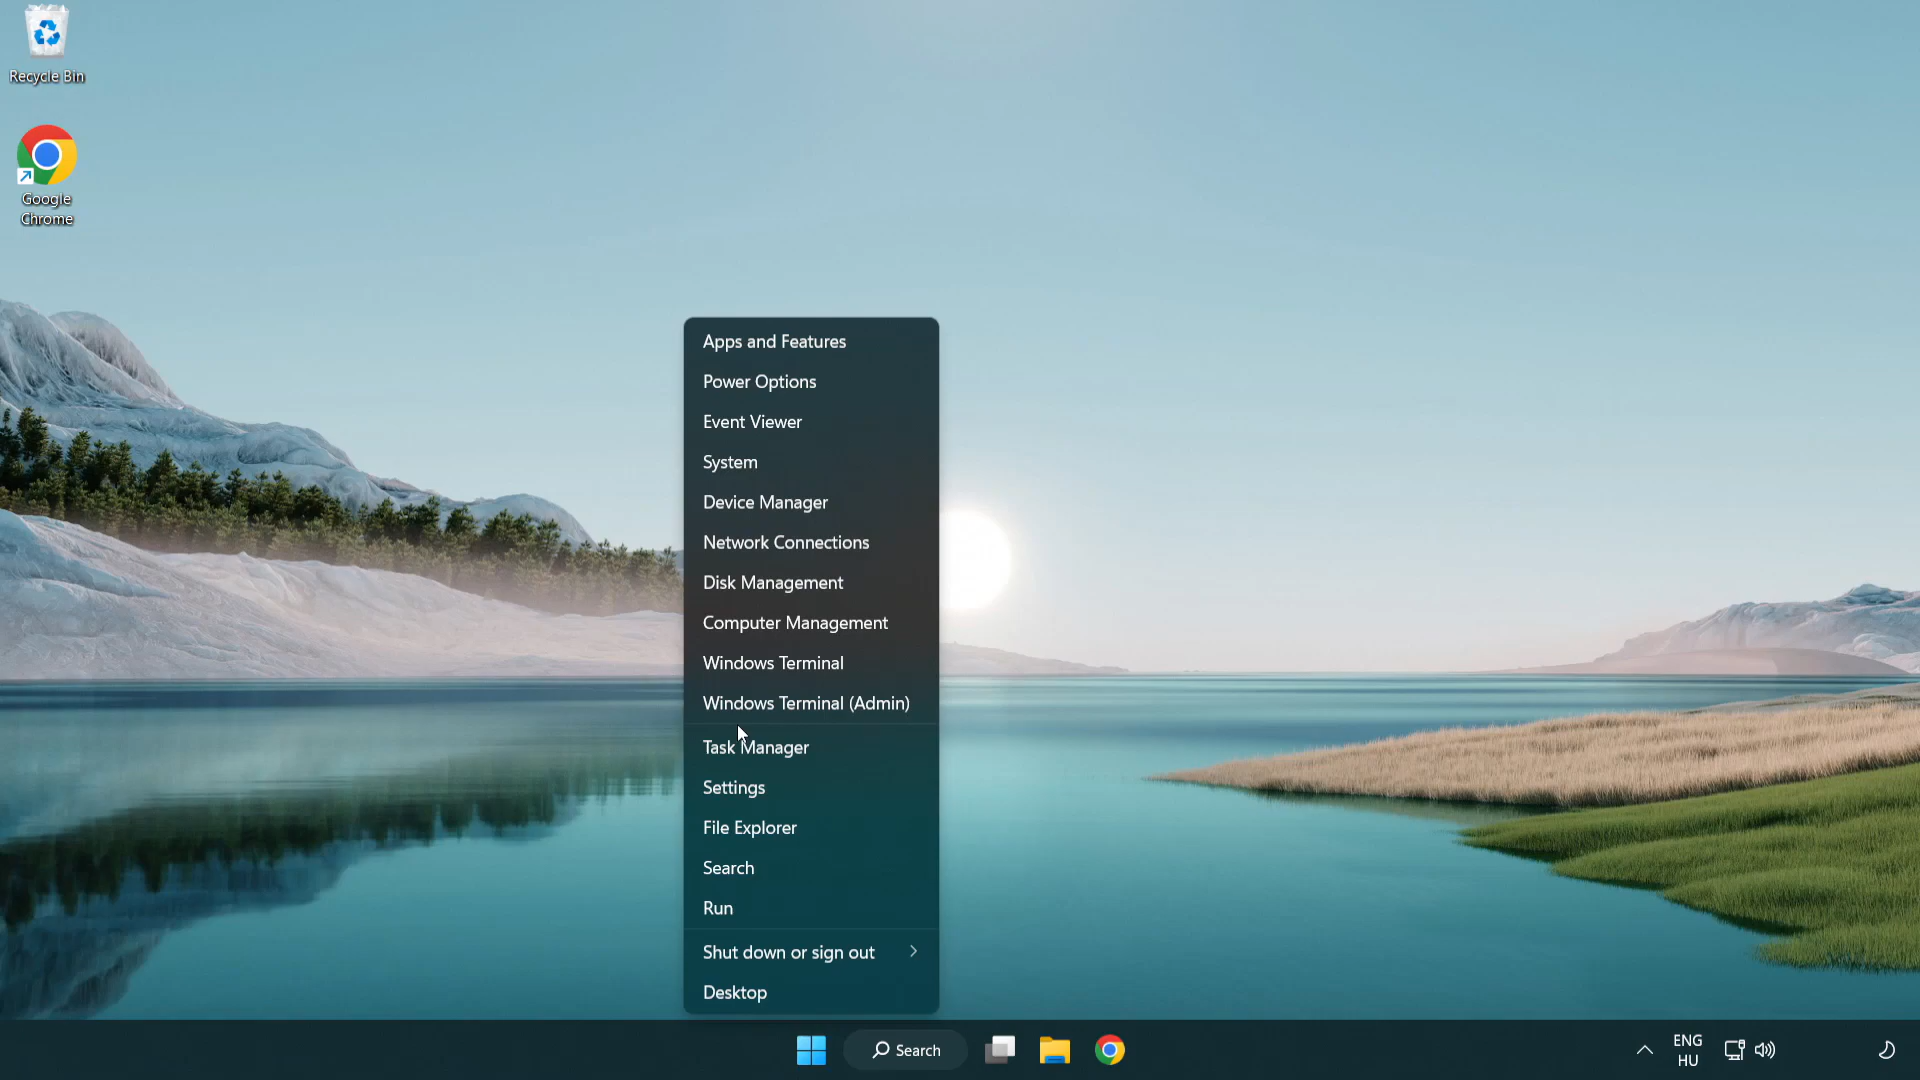 Recycle Bin
Google
Chrome
Apps and Features
Power Options
Event Viewer
System
Device Manager
Network Connections
Disk Management
Computer Management
Windows Terminal
Windows Terminal (Admin)
Task Manager
Settings
File Explorer
Search
Run
Shut down or sign out
Desktop
Search
ENG
HU